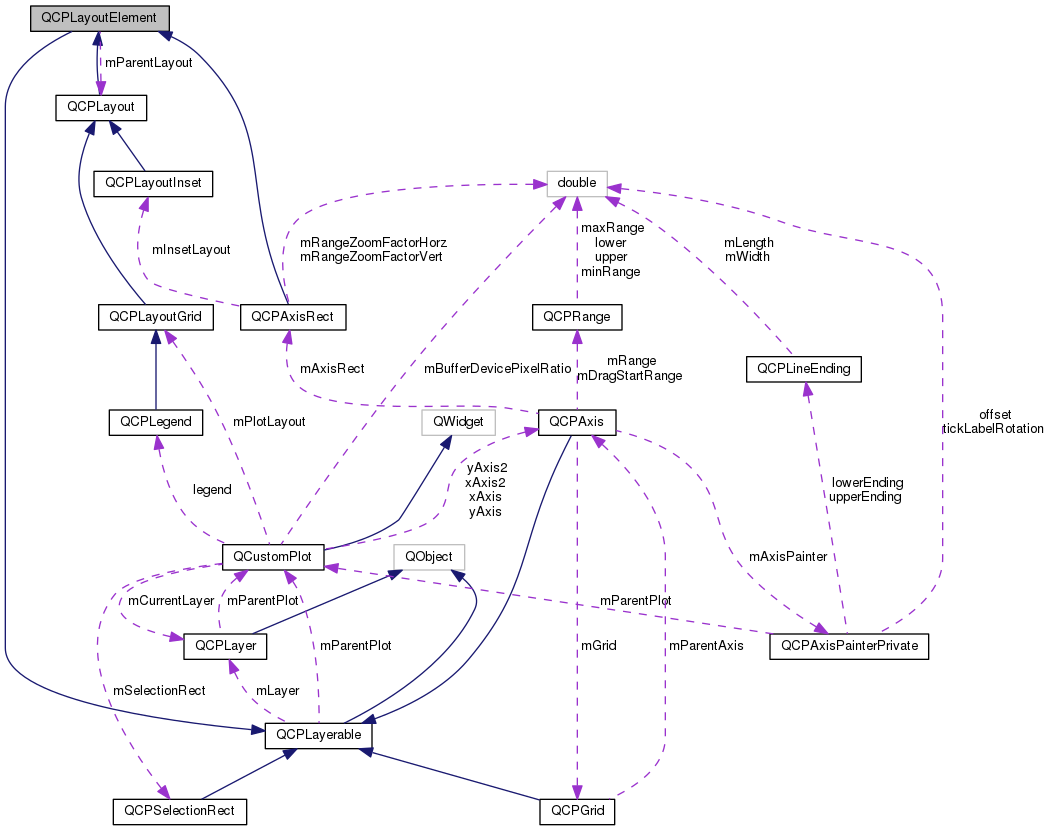 QCPLayoutElement
mParentLayout
QCPLayout
QCPLayoutInset
double
mInsetLayout
mRangeZoomFactorHorz
mRangeZoomFactorVert
maxRange
lower
upper
minRange
mLength
mWidth
QCPLayoutGrid
QCPAxisRect
QCPRange
mAxisRect
mBufferDevicePixelRatio
mRange
mDragStartRange
QCPLineEnding
QCPLegend
mPlotLayout
QWidget
QCPAxis
offset
tickLabelRotation
legend
yAxis2
xAxis2
xAxis
yAxis
lowerEnding
upperEnding
QCustomPlot
QObject
mAxisPainter
mCurrentLayer
mParentPlot
mParentPlot
QCPLayer
mParentPlot
mGrid
mParentAxis
QCPAxisPainterPrivate
mSelectionRect
mLayer
QCPLayerable
QCPSelectionRect
QCPGrid